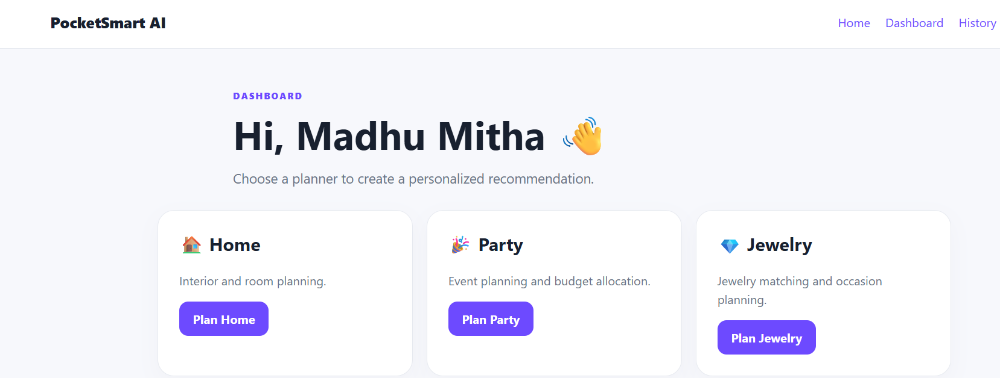 PocketSmart AI
Home Dashboard History
DASHBOARD
Hi, Madhu Mitha
Choose a planner to create a personalized recommendation.
Home
Interior and room planning.
Plan Home
Party
Event planning and budget allocation.
Plan Party
Jewelry
Jewelry matching and occasion
planning.
Plan Jewelry